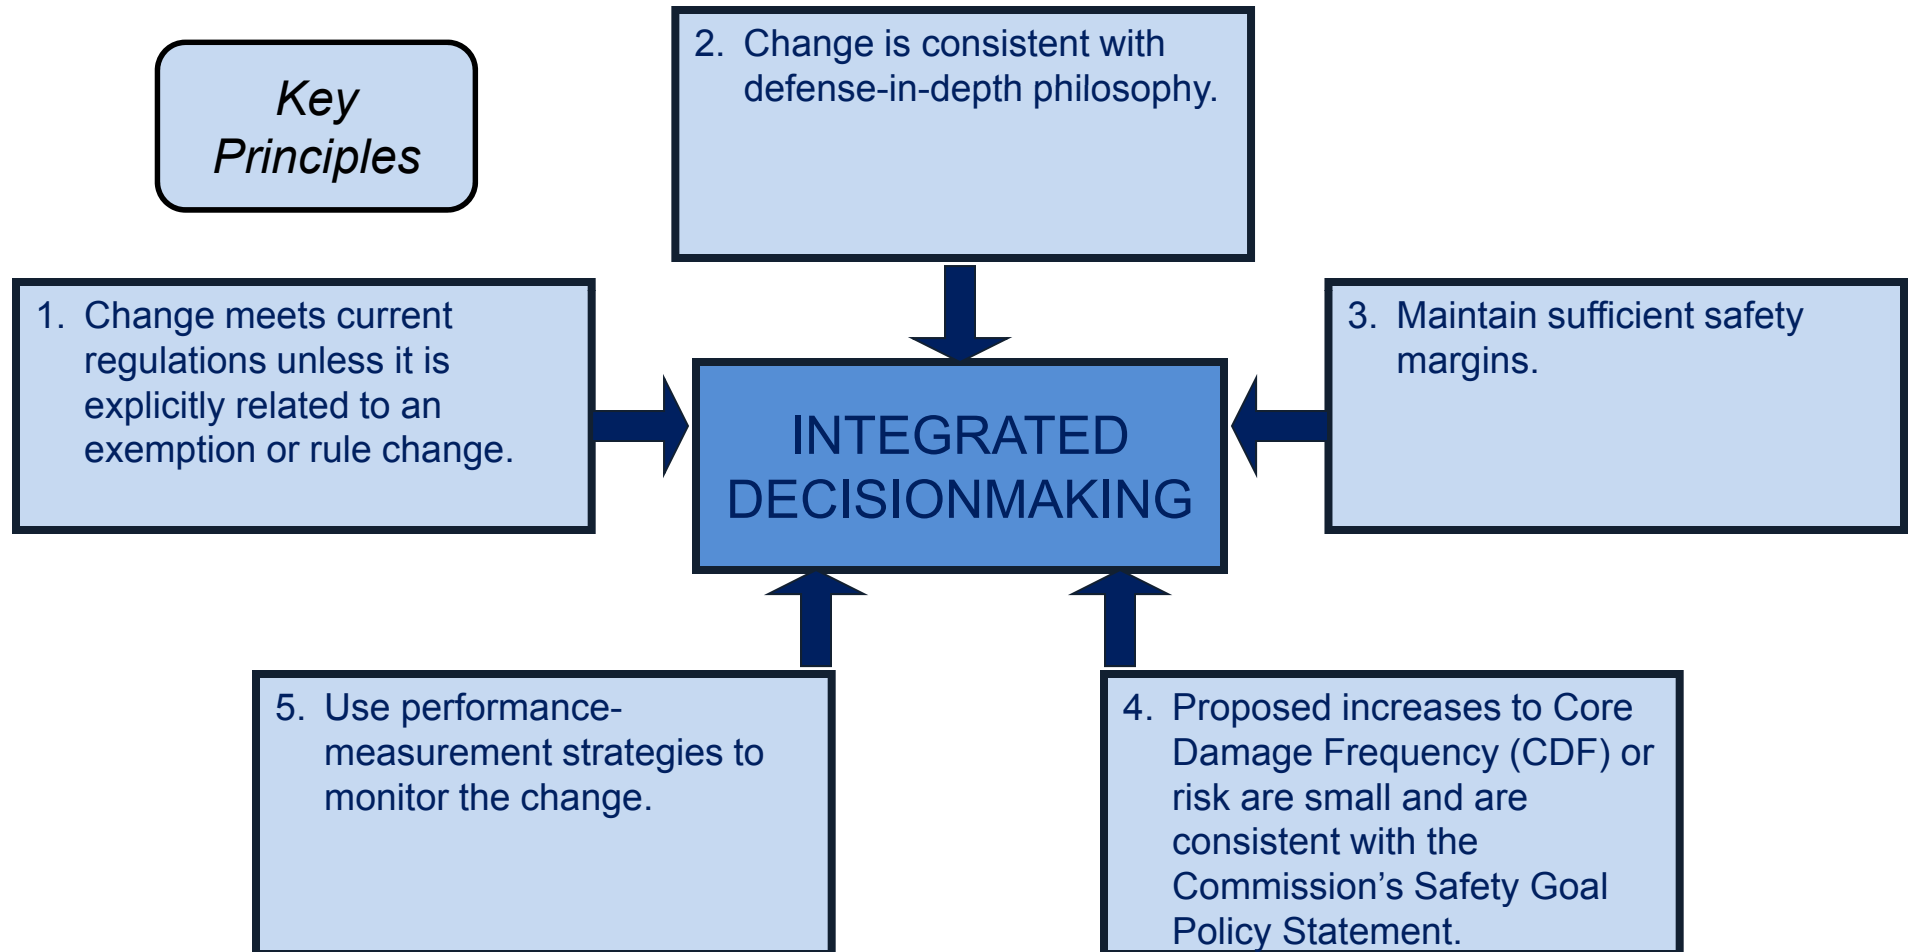 Key
Principles
2. Change is consistent with
defense-in-depth philosophy.
1. Change meets current
regulations unless it is
explicitly related to an
exemption or rule change.
3. Maintain sufficient safety
margins.
INTEGRATED
DECISIONMAKING
5. Use performance-
measurement strategies to
monitor the change.
4. Proposed increases to Core
Damage Frequency (CDF) or
risk are small and are
consistent with the
Commission’s Safety Goal
Policy Statement.